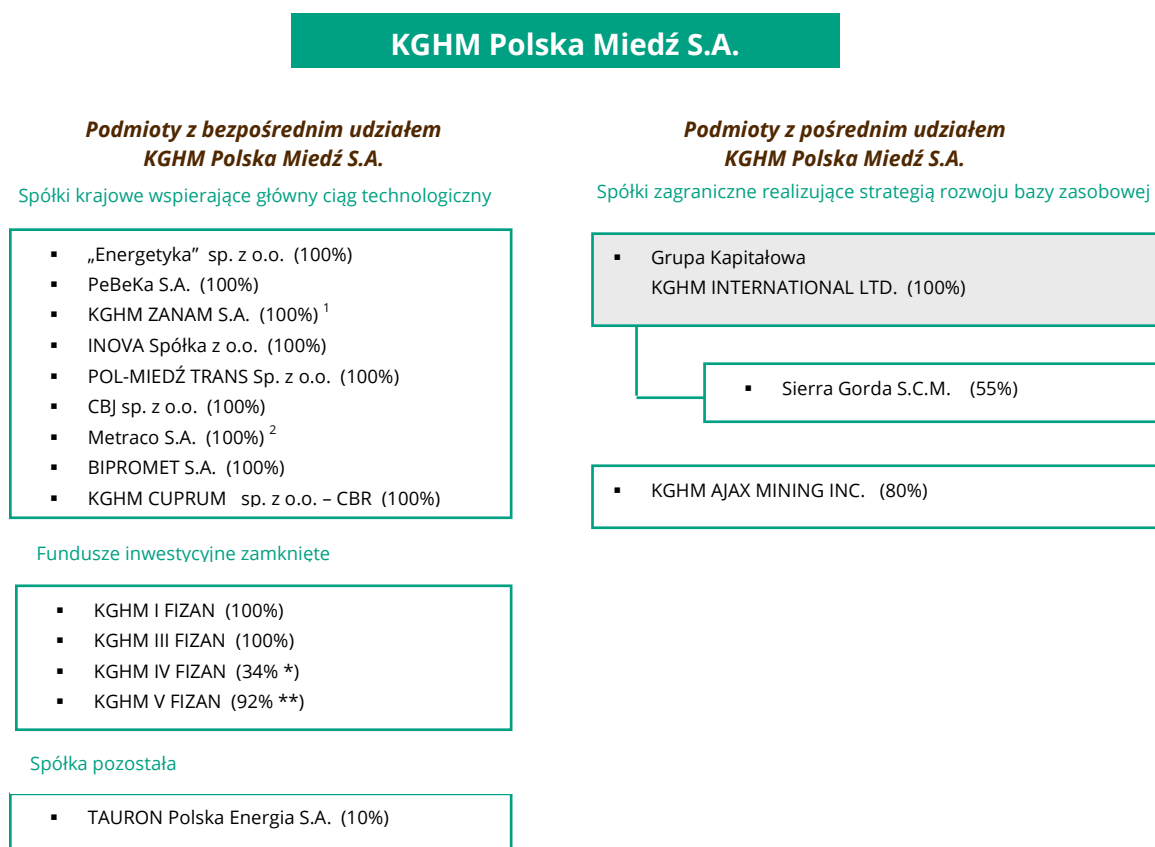 KGHM Polska Miedź S.A.
Podmioty z bezpośrednim udziałem
KGHM Polska Miedź S.A.
Spółki krajowe wspierające główny ciąg technologiczny
▪ „Energetyka” sp. z o.o. (100%)
▪ PeBeKa S.A. (100%)
▪ KGHM ZANAM S.A. (100%) 1
▪ INOVA Spółka z o.o. (100%)
▪ POL-MIEDŹ TRANS Sp. z o.o. (100%)
▪ CBJ sp. z o.o. (100%)
▪ Metraco S.A. (100%) 2
▪ BIPROMET S.A. (100%)
▪ KGHM CUPRUM sp. z o.o. – CBR (100%)
Fundusze inwestycyjne zamknięte
▪ KGHM I FIZAN (100%)
▪ KGHM III FIZAN (100%)
▪ KGHM IV FIZAN (34% *)
▪ KGHM V FIZAN (92% **)
Spółka pozostała
▪ TAURON Polska Energia S.A. (10%)
Podmioty z pośrednim udziałem
KGHM Polska Miedź S.A.
Spółki zagraniczne realizujące strategią rozwoju bazy zasobowej
▪ Grupa Kapitałowa
KGHM INTERNATIONAL LTD. (100%)
▪ Sierra Gorda S.C.M. (55%)
▪ KGHM AJAX MINING INC. (80%)